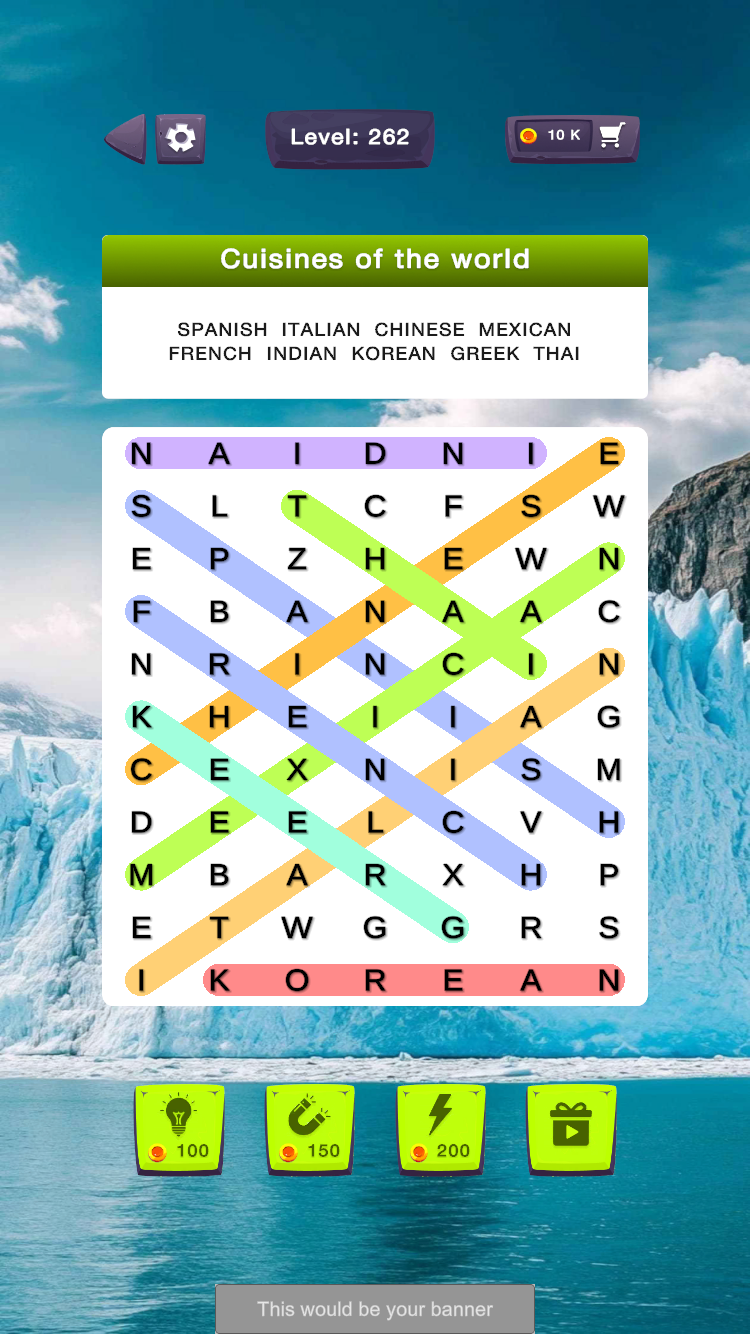 Level: 262
10 K
Cuisines of the world
SPANISH ITALIAN CHINESE MEXICAN
FRENCH INDIAN KOREAN GREEK THAI
N A I D N I E
S L T C F S W
E P Z H E W N
F B A N A A C
N R I N C I N
K H E I I A G
C E X N I S M
D E E L C V H
M B A R X H P
E T W G G R S
I K O R E A N
100 150 200
This would be your banner